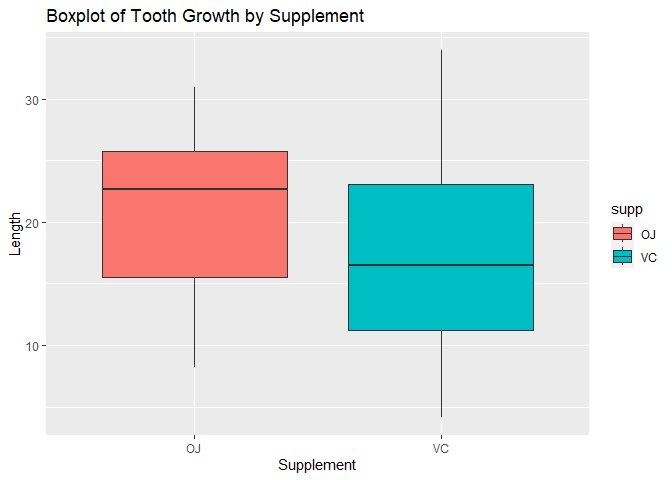 Boxplot of Tooth Growth by Supplement
30
20
10
Length
OJ
VC
Supplement
supp
OJ
VC